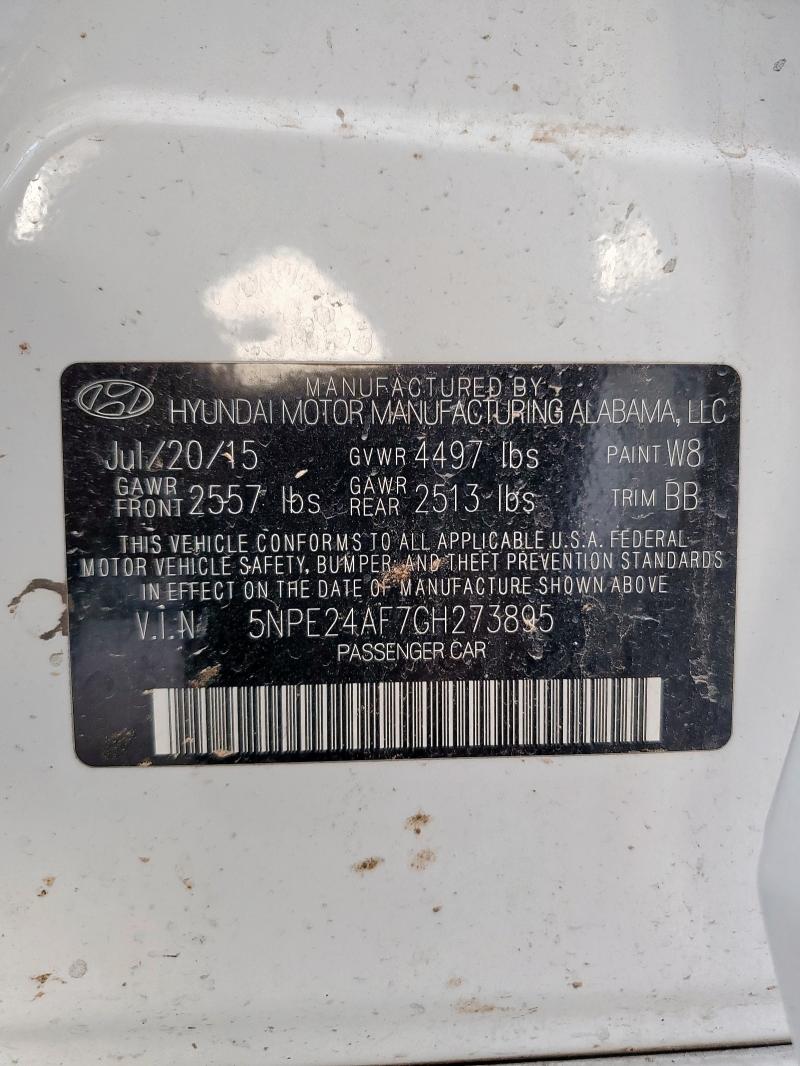 MANUFACTURED BY
HYUNDAI MOTOR MANUFACTURING ALABAMA, LLC
Jul/20/15 GVWR 4497 lbs PAINT W8
GAWR FRONT 2557 lbs GAWR REAR 2513 lbs TRIM BB
THIS VEHICLE CONFORMS TO ALL APPLICABLE U.S.A. FEDERAL
MOTOR VEHICLE SAFETY, BUMPER, AND THEFT PREVENTION STANDARDS
IN EFFECT ON THE DATE OF MANUFACTURE SHOWN ABOVE
V.I.N. 5NPE24AF7GH273895
PASSENGER CAR